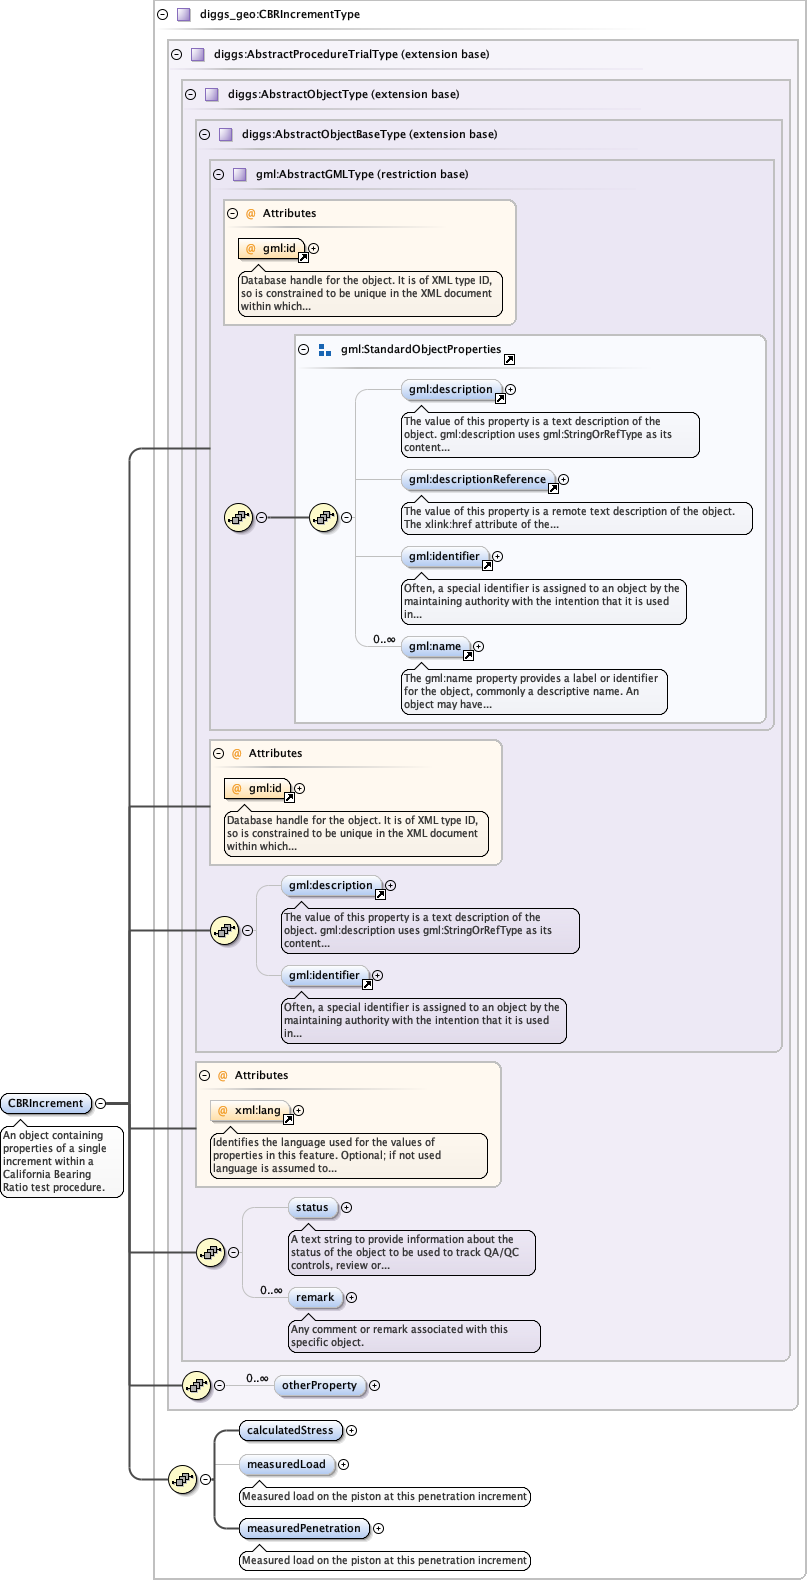 diggs_geo:CBRIncrementType
diggs:AbstractProcedureTrialType (extension base)
diggs:AbstractObjectType (extension base)
diggs:AbstractObjectBaseType (extension base)
gml:AbstractGMLType (restriction base)
@ Attributes
@ gml:id
Database handle for the object. It is of XML type ID,
so is constrained to be unique in the XML document
within which...
gml:StandardObjectProperties
gml:description
The value of this property is a text description of the
object. gml:description uses gml:StringOrRefType as its
content...
gml:descriptionReference
The value of this property is a remote text description of the object.
The xlink:href attribute of the...
gml:identifier
Often, a special identifier is assigned to an object by the
maintaining authority with the intention that it is used
in...
0..∞
gml:name
The gml:name property provides a label or identifier
for the object, commonly a descriptive name. An
object may have...
@ Attributes
@ gml:id
Database handle for the object. It is of XML type ID,
so is constrained to be unique in the XML document
within which...
gml:description
The value of this property is a text description of the
object. gml:description uses gml:StringOrRefType as its
content...
gml:identifier
Often, a special identifier is assigned to an object by the
maintaining authority with the intention that it is used
in...
@ Attributes
CBRIncrement
An object containing
properties of a single
increment within a
California Bearing
Ratio test procedure.
@ xml:lang
Identifies the language used for the values of
properties in this feature. Optional; if not used
language is assumed to...
status
A text string to provide information about the
status of the object to be used to track QA/QC
controls, review or...
0..∞
remark
Any comment or remark associated with this
specific object.
0..∞
otherProperty
calculatedStress
measuredLoad
Measured load on the piston at this penetration increment
measuredPenetration
Measured load on the piston at this penetration increment